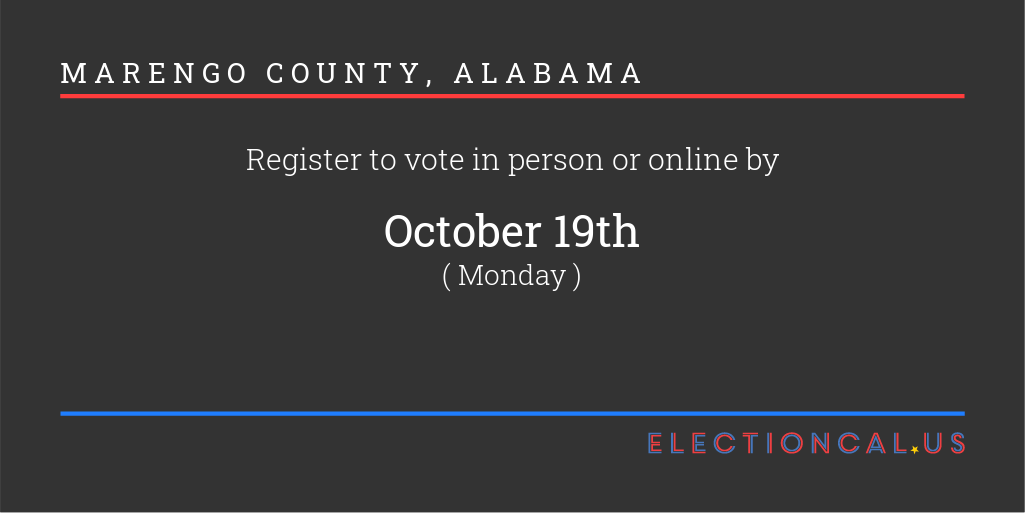 MARENGO COUNTY, ALABAMA
Register to vote in person or online by
October 19th
( Monday )
ELECTIONCAL.US